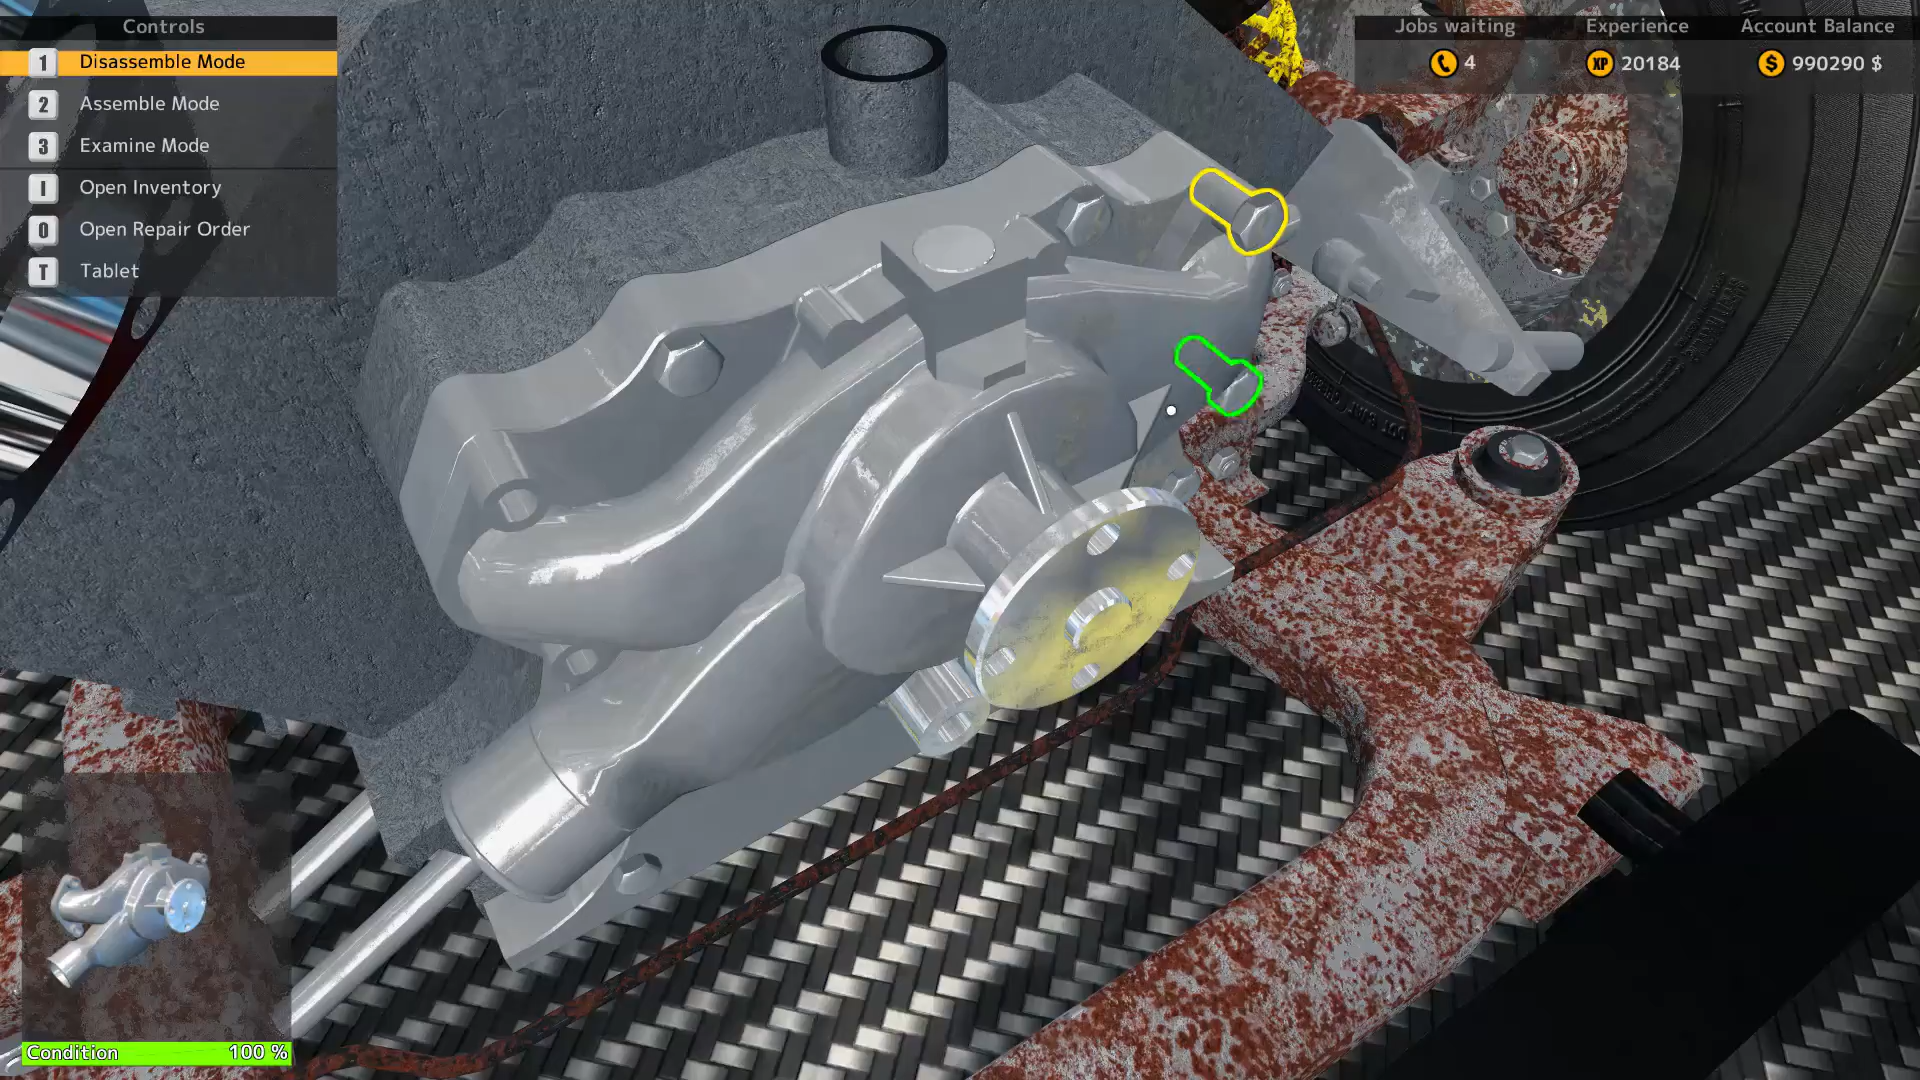 Controls
1 Disassemble Mode
2 Assemble Mode
3 Examine Mode
I Open Inventory
O Open Repair Order
T Tablet
Jobs waiting Experience Account Balance
4 XP 20184 $ 990290 $
Condition 100 %